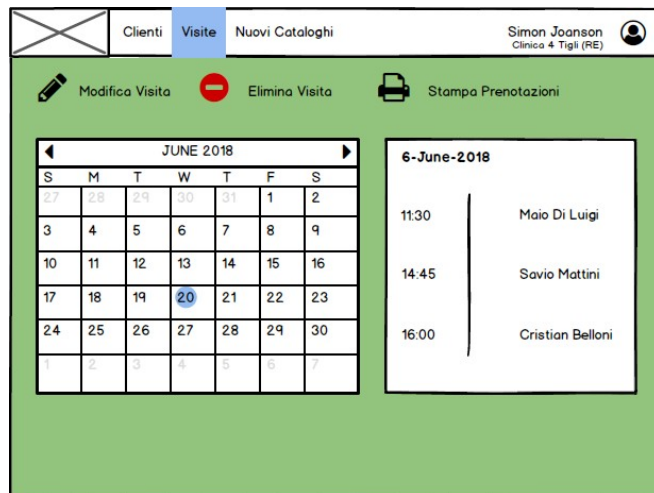 Clienti Visite Nuovi Cataloghi Simon Joanson
Clinica 4 Tigli (RE)
Modifica Visita Elimina Visita Stampa Prenotazioni
JUNE 2018
S M T W T F S
27 28 29 30 31 1 2
3 4 5 6 7 8 9
10 11 12 13 14 15 16
17 18 19 20 21 22 23
24 25 26 27 28 29 30
1 2 3 4 5 6 7
6-June-2018
11:30 Maio Di Luigi
14:45 Savio Mattini
16:00 Cristian Belloni